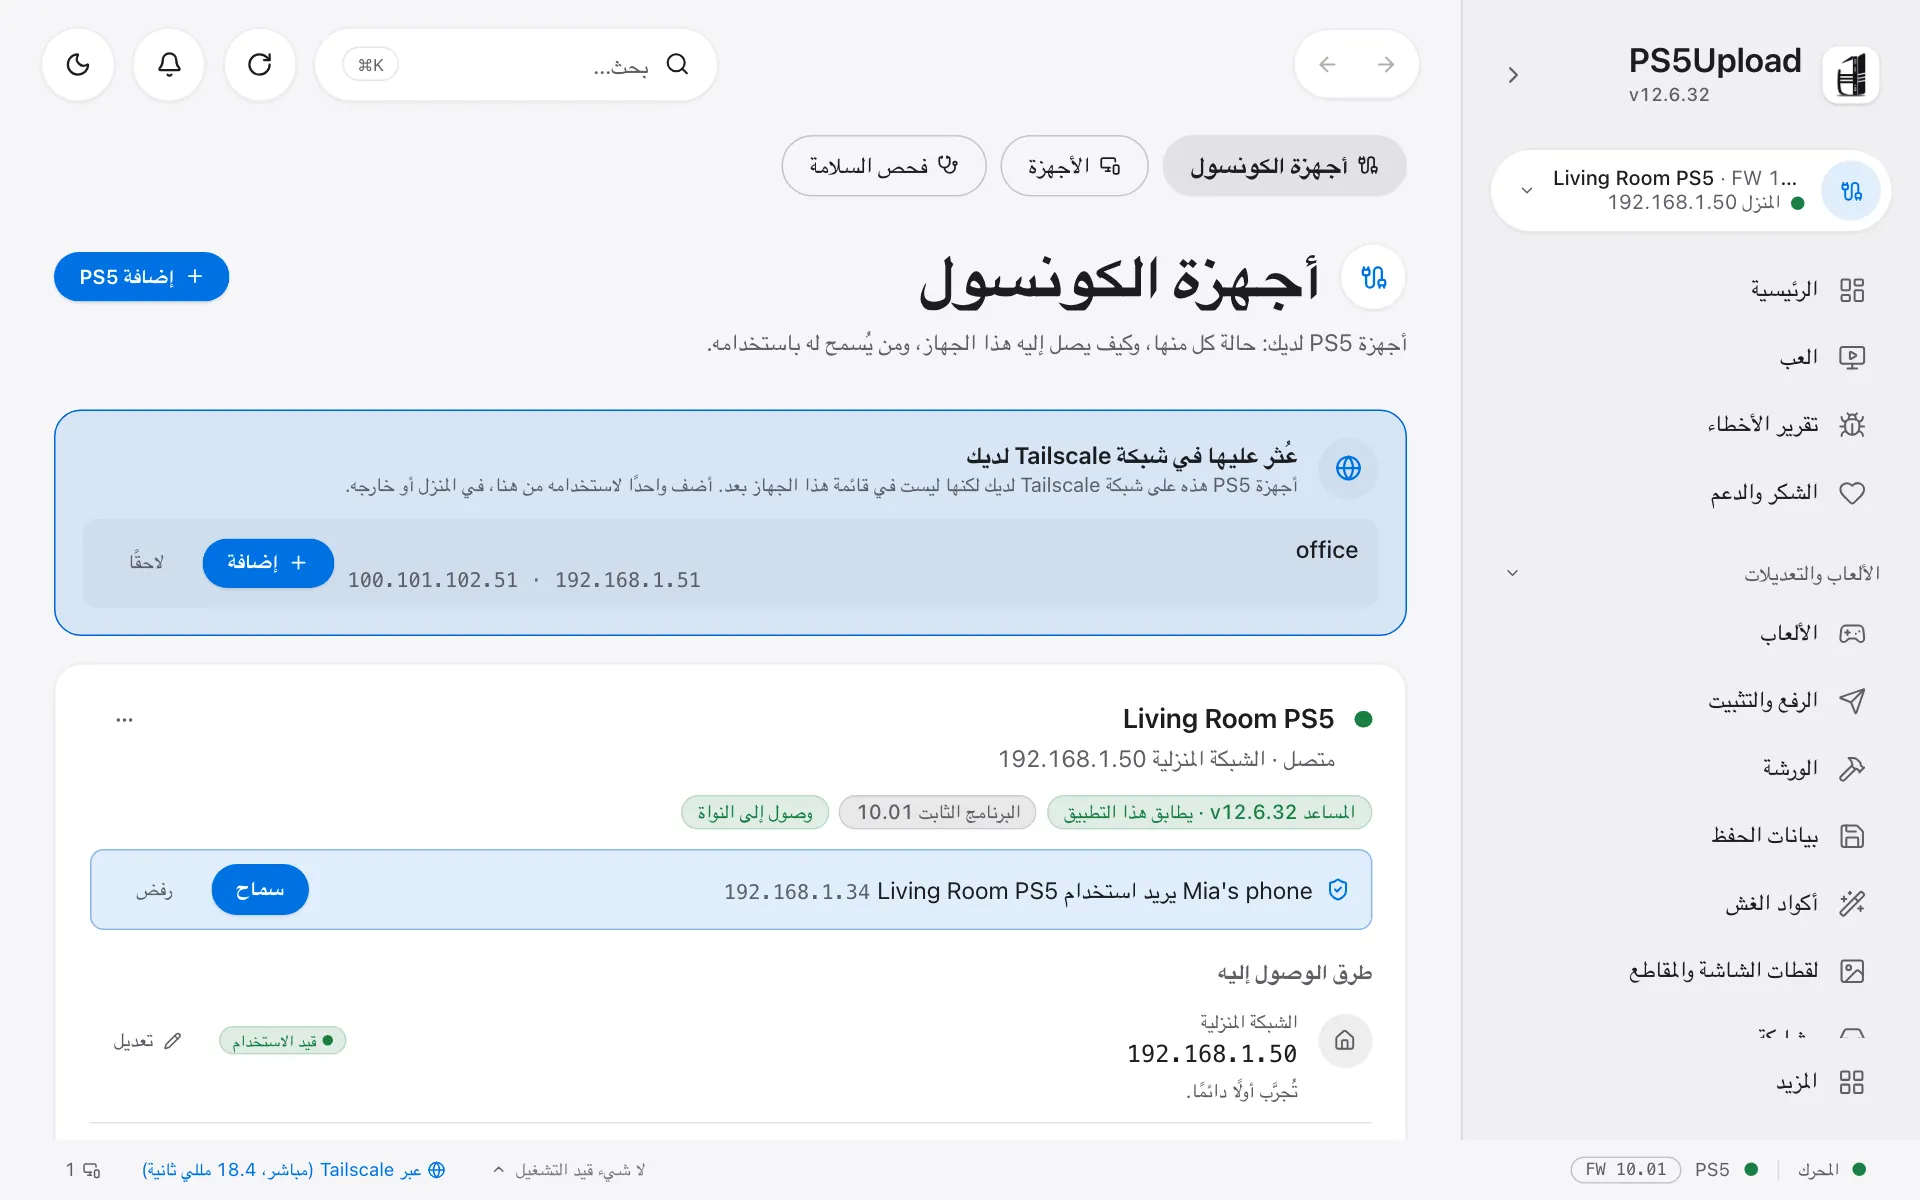 PS5Upload
v12.6.32
Living Room PS5 · FW 1...
المنزل 192.168.1.50
الرئيسية
العب
تقرير الأخطاء
الشكر والدعم
الألعاب والتعديلات
الألعاب
الرفع والتثبيت
الورشة
بيانات الحفظ
أكواد الغش
لقطات الشاشة والمقاطع
المزيد
بحث...
⌘K
أجهزة الكونسول
الأجهزة
فحص السلامة
أجهزة الكونسول
إضافة PS5
أجهزة PS5 لديك: حالة كل منها، وكيف يصل إليه هذا الجهاز، ومن يُسمح له باستخدامه.
عُثر عليها في شبكة Tailscale لديك
أجهزة PS5 هذه على شبكة Tailscale لديك لكنها ليست في قائمة هذا الجهاز بعد. أضف واحدًا لاستخدامه من هنا، في المنزل أو خارجه.
office
100.101.102.51 · 192.168.1.51
إضافة
لاحقًا
Living Room PS5
...
متصل · الشبكة المنزلية 192.168.1.50
المساعد v12.6.32 · يطابق هذا التطبيق
البرنامج الثابت 10.01
وصول إلى النواة
Mia's phone يريد استخدام Living Room PS5 192.168.1.34
سماح
رفض
طرق الوصول إليه
الشبكة المنزلية
192.168.1.50
تُجرَّب أولًا دائمًا.
قيد الاستخدام
تعديل
المحرك
PS5
FW 10.01
لا شيء قيد التشغيل
عبر Tailscale (مباشر، 18.4 مللي ثانية)
1